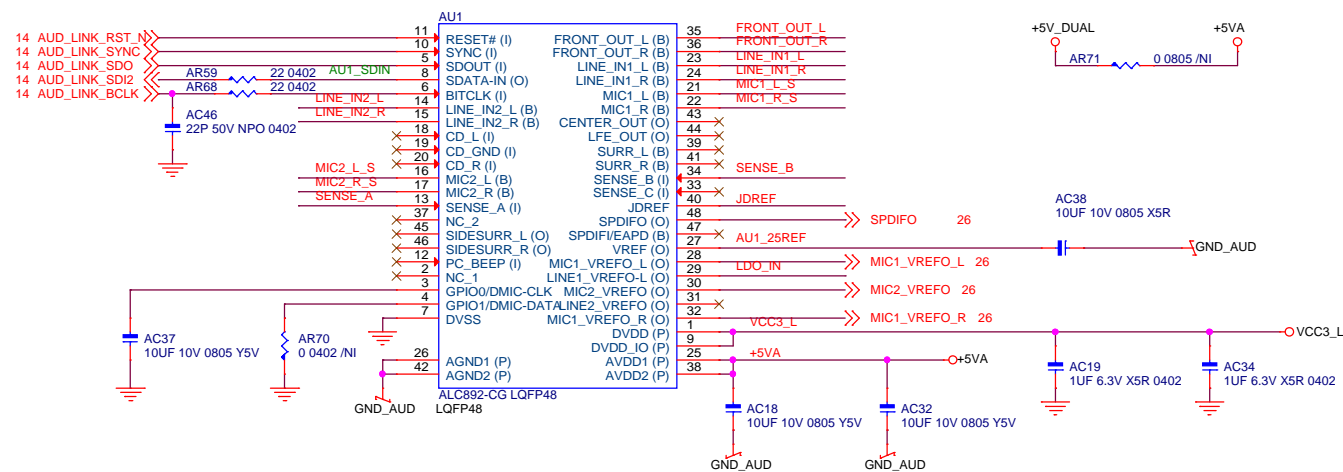 AU1
14 AUD_LINK_RST_N
14 AUD_LINK_SYNC
14 AUD_LINK_SDO
14 AUD_LINK_SDI2
14 AUD_LINK_BCLK
AR59 22 0402
AR68 22 0402
AU1_SDIN
AC46
22P 50V NPO 0402
LINE_IN2_L
LINE_IN2_R
MIC2_L_S
MIC2_R_S
SENSE_A
AC37
10UF 10V 0805 Y5V
AR70
0 0402 /NI
GND_AUD
11 RESET# (I)
10 SYNC (I)
5 SDOUT (I)
8 SDATA-IN (O)
6 BITCLK (I)
14 LINE_IN2_L (B)
15 LINE_IN2_R (B)
18 CD_L (I)
19 CD_GND (I)
20 CD_R (I)
16 MIC2_L (B)
17 MIC2_R (B)
13 SENSE_A (I)
37 NC_2
45 SIDESURR_L (O)
46 SIDESURR_R (O)
12 PC_BEEP (I)
2 NC_1
3 GPIO0/DMIC-CLK
4 GPIO1/DMIC-DATA
7 DVSS
26 AGND1 (P)
42 AGND2 (P)
FRONT_OUT_L (B) 35 FRONT_OUT_L
FRONT_OUT_R (B) 36 FRONT_OUT_R
LINE_IN1_L (B) 23 LINE_IN1_L
LINE_IN1_R (B) 24 LINE_IN1_R
MIC1_L (B) 21 MIC1_L_S
MIC1_R (B) 22 MIC1_R_S
CENTER_OUT (O) 43
LFE_OUT (O) 44
SURR_L (B) 39
SURR_R (B) 41
SENSE_B (I) 34 SENSE_B
SENSE_C (I) 33
JDREF 40 JDREF
SPDIFO (O) 48 SPDIFO 26
SPDIFI/EAPD (B) 47
VREF (O) 27 AU1_25REF
MIC1_VREFO_L (O) 28 MIC1_VREFO_L 26
LINE1_VREFO-L (O) 29 LDO_IN
MIC2_VREFO (O) 30 MIC2_VREFO 26
LINE2_VREFO (O) 31
MIC1_VREFO_R (O) 32 MIC1_VREFO_R 26
DVDD (P) 1 VCC3_L
DVDD_IO (P) 9
AVDD1 (P) 25 +5VA
AVDD2 (P) 38
ALC892-CG LQFP48
LQFP48
+5V_DUAL
+5VA
AR71 0 0805 /NI
AC38
10UF 10V 0805 X5R
GND_AUD
VCC3_L
AC19
1UF 6.3V X5R 0402
AC34
1UF 6.3V X5R 0402
+5VA
AC18
10UF 10V 0805 Y5V
AC32
10UF 10V 0805 Y5V
GND_AUD
GND_AUD